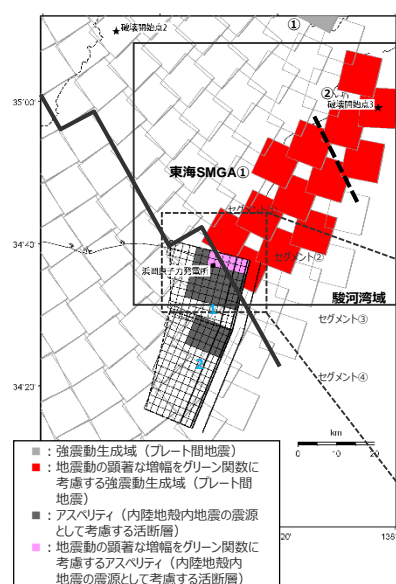 ①
★破壊開始点2
②
破壊開始点3
35°00'
東海SMGA①
セグメント①
34°40'
セグメント②
浜岡原子力発電所
駿河湾域
1
セグメント③
2
セグメント④
34°20'
km
0 10 20
■：強震動生成域（プレート間地震）
■：地震動の顕著な増幅をグリーン関数に
考慮する強震動生成域（プレート間
地震）
■：アスペリティ（内陸地殻内地震の震源
として考慮する活断層）
■：地震動の顕著な増幅をグリーン関数に
考慮するアスペリティ（内陸地殻内
地震の震源として考慮する活断層）